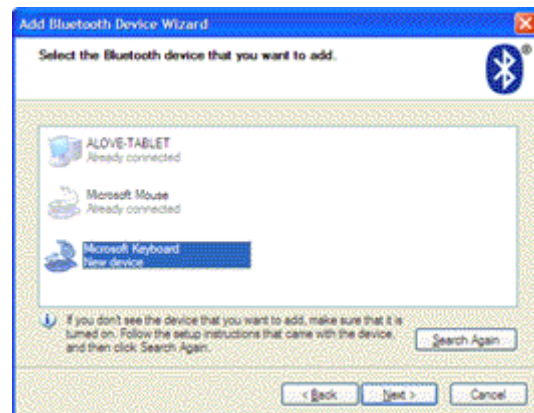 Add Bluetooth Device Wizard
Select the Bluetooth device that you want to add.
®
ALOVE-TABLET
Already connected
Microsoft Mouse
Already connected
Microsoft Keyboard
New device
If you don't see the device that you want to add, make sure that it is
turned on. Follow the setup instructions that came with the device,
and then click Search Again.
Search Again
< Back
Next >
Cancel